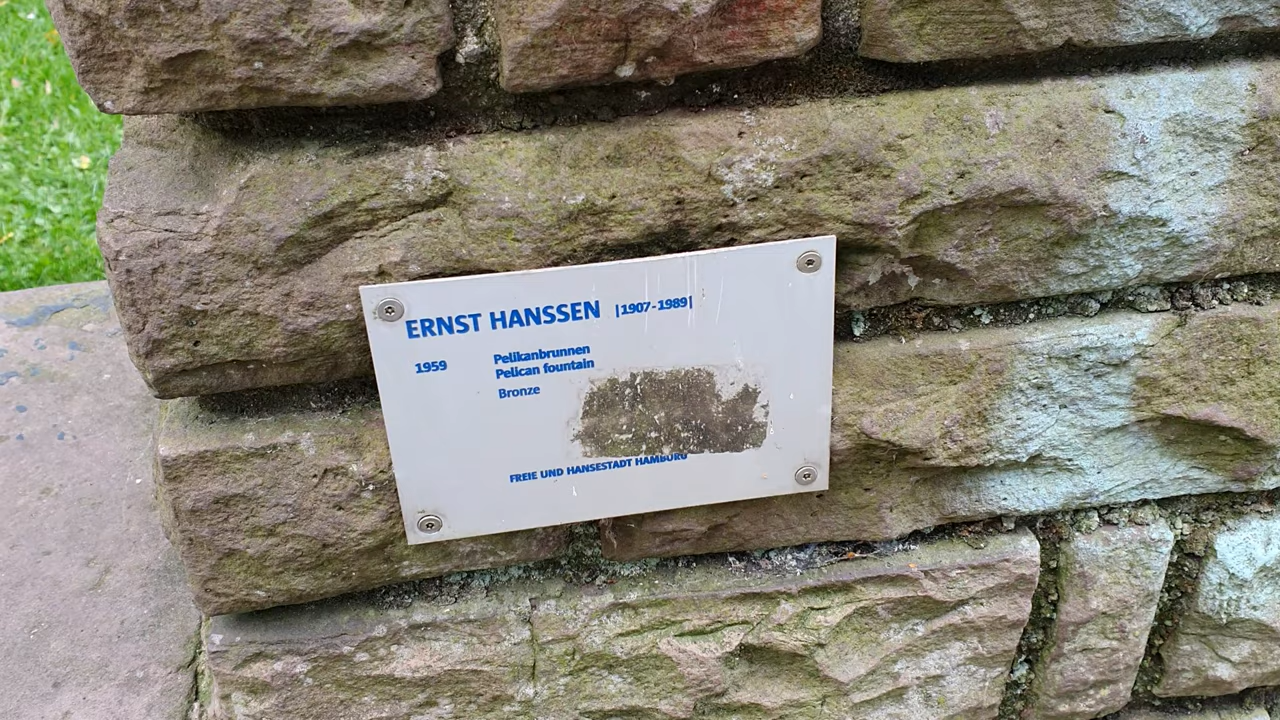 ERNST HANSSEN |1907-1989|
1959 Pelikanbrunnen
Pelican fountain
Bronze
FREIE UND HANSESTADT HAMBURG